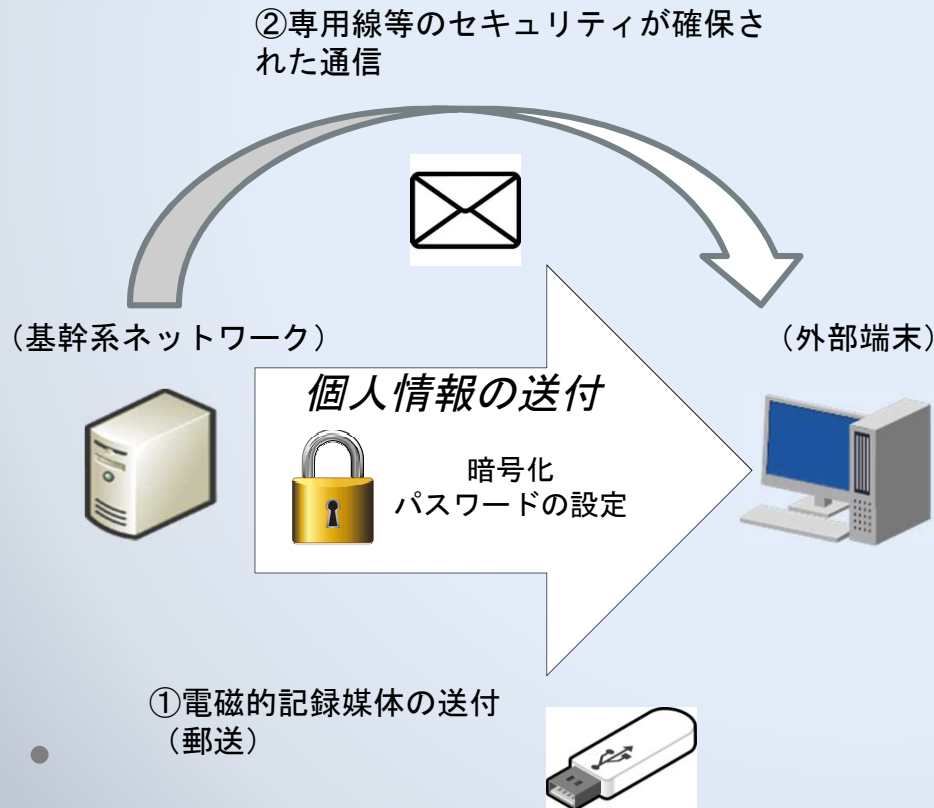 ②専用線等のセキュリティが確保さ
れた通信
（基幹系ネットワーク）
（外部端末）
個人情報の送付
暗号化
パスワードの設定
①電磁的記録媒体の送付
（郵送）